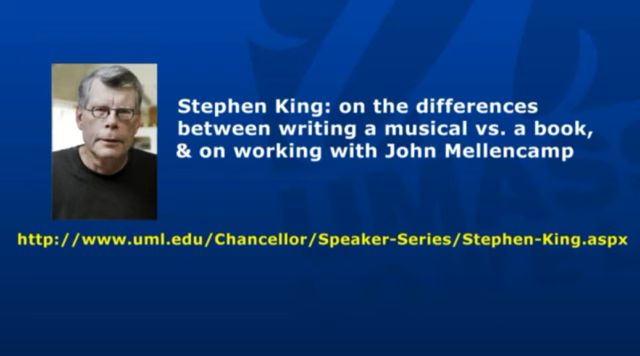 Stephen King: on the differences
between writing a musical vs. a book,
& on working with John Mellencamp
http://www.uml.edu/Chancellor/Speaker-Series/Stephen-King.aspx
UMASS